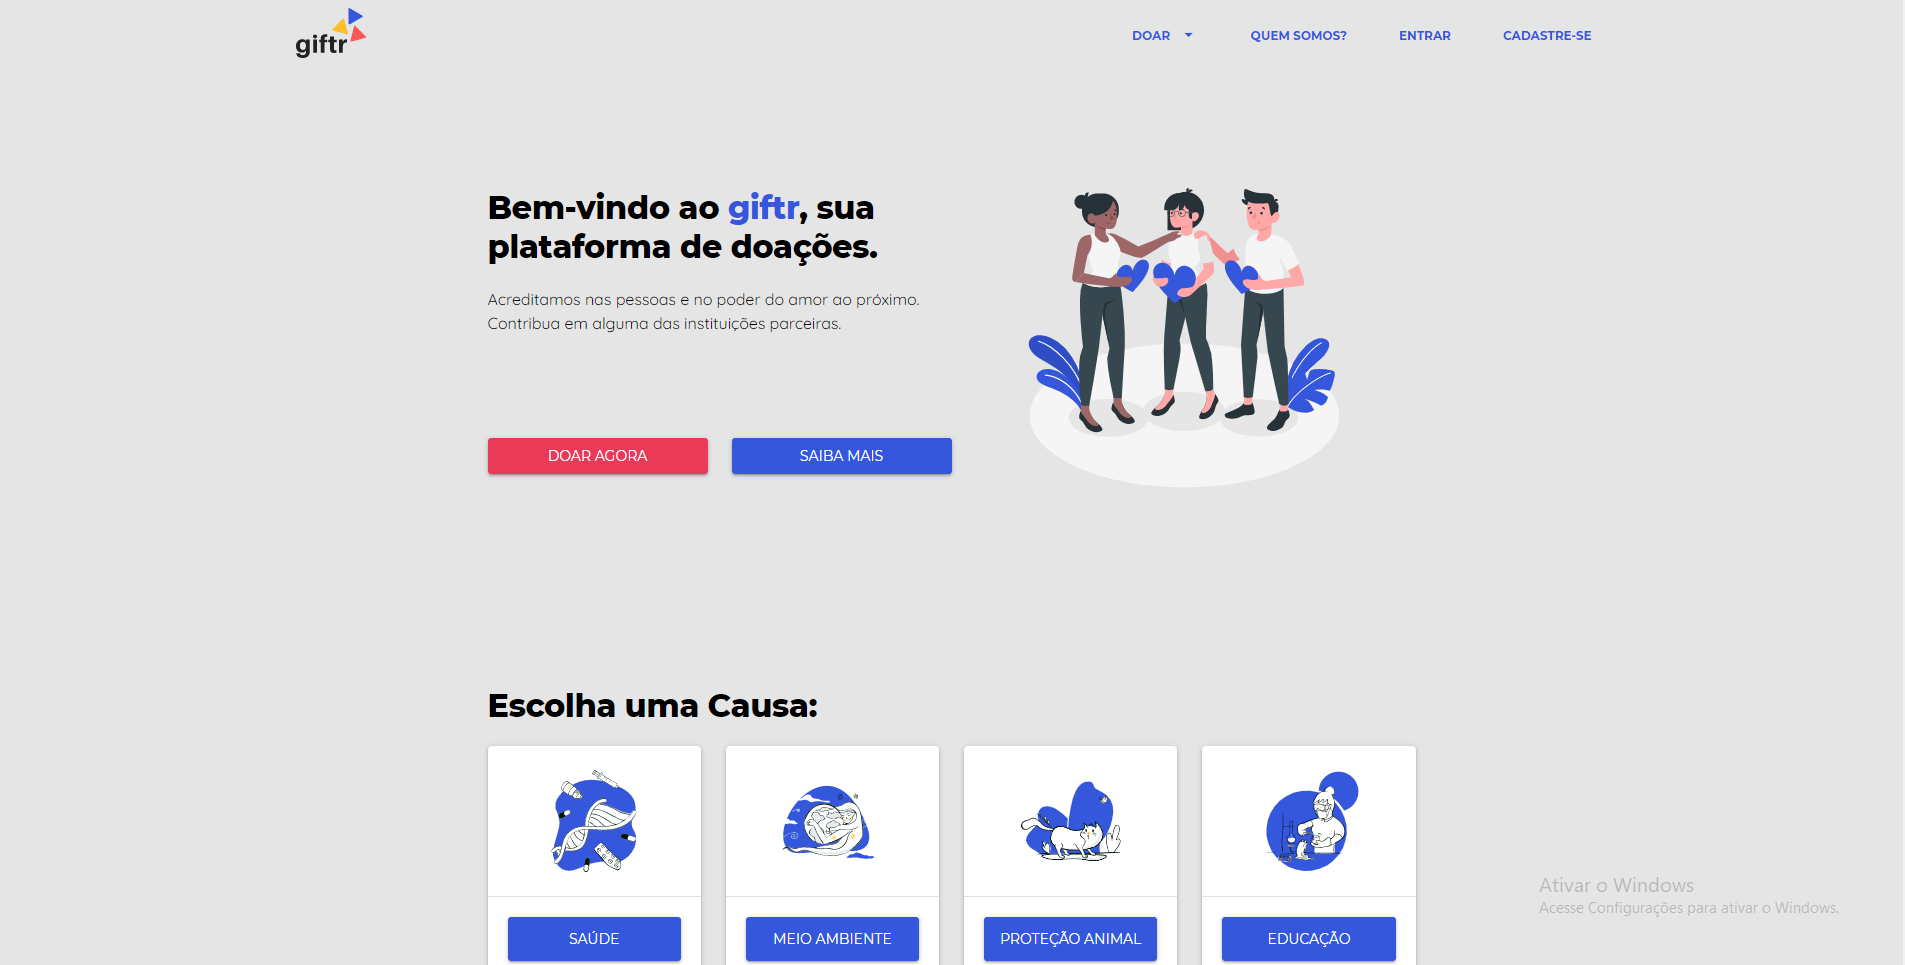 giftr
DOAR
QUEM SOMOS?
ENTRAR
CADASTRE-SE
Bem-vindo ao giftr, sua
plataforma de doações.
Acreditamos nas pessoas e no poder do amor ao próximo.
Contribua em alguma das instituições parceiras.
DOAR AGORA
SAIBA MAIS
Escolha uma Causa:
SAÚDE
MEIO AMBIENTE
PROTEÇÃO ANIMAL
EDUCAÇÃO
Ativar o Windows
Acesse Configurações para ativar o Windows.